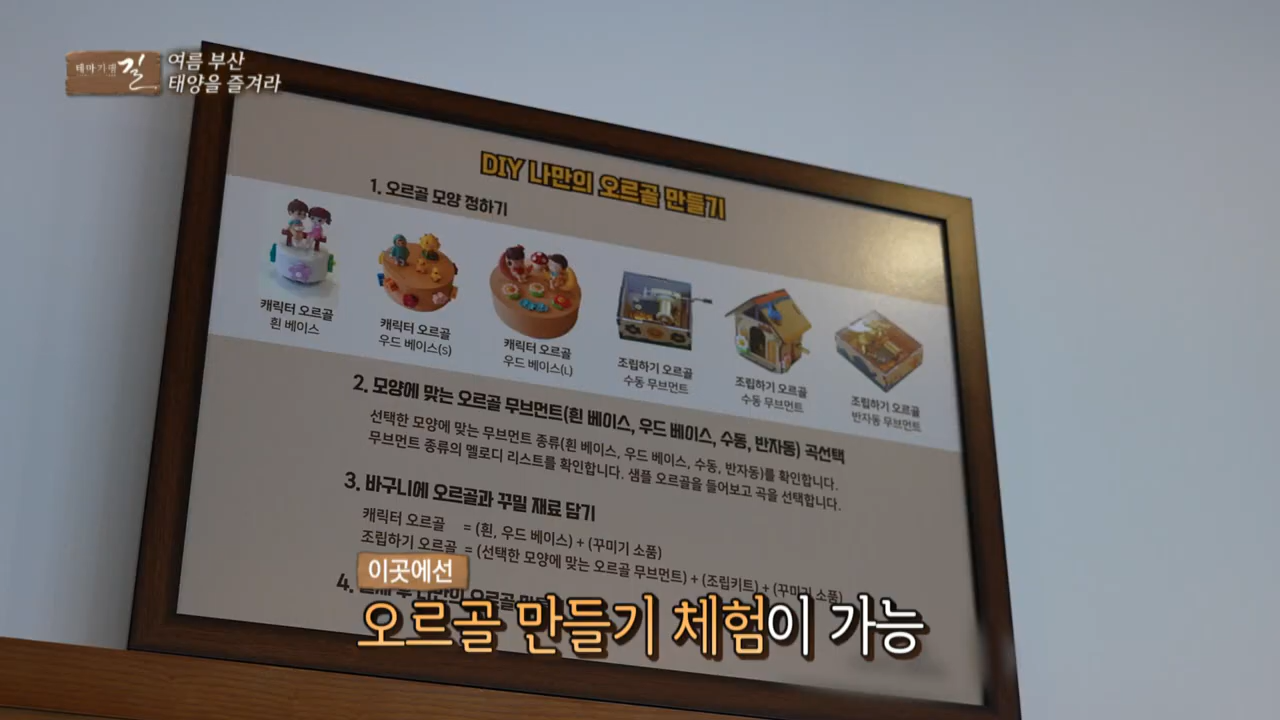 테마기행 길
여름 부산
태양을 즐겨라
DIY 나만의 오르골 만들기
1. 오르골 모양 정하기
캐릭터 오르골
흰 베이스
캐릭터 오르골
우드 베이스(S)
캐릭터 오르골
우드 베이스(L)
조립하기 오르골
수동 무브먼트
조립하기 오르골
수동 무브먼트
조립하기 오르골
반자동 무브먼트
2. 모양에 맞는 오르골 무브먼트(흰 베이스, 우드 베이스, 수동, 반자동) 곡선택
선택한 모양에 맞는 무브먼트 종류(흰 베이스, 우드 베이스, 수동, 반자동)를 확인합니다.
무브먼트 종류의 멜로디 리스트를 확인합니다. 샘플 오르골을 들어보고 곡을 선택합니다.
3. 바구니에 오르골과 꾸밀 재료 담기
캐릭터 오르골 = (흰, 우드 베이스) + (꾸미기 소품)
조립하기 오르골 = (선택한 모양에 맞는 오르골 무브먼트) + (조립키트) + (꾸미기 소품)
4.
이곳에선
오르골 만들기 체험이 가능